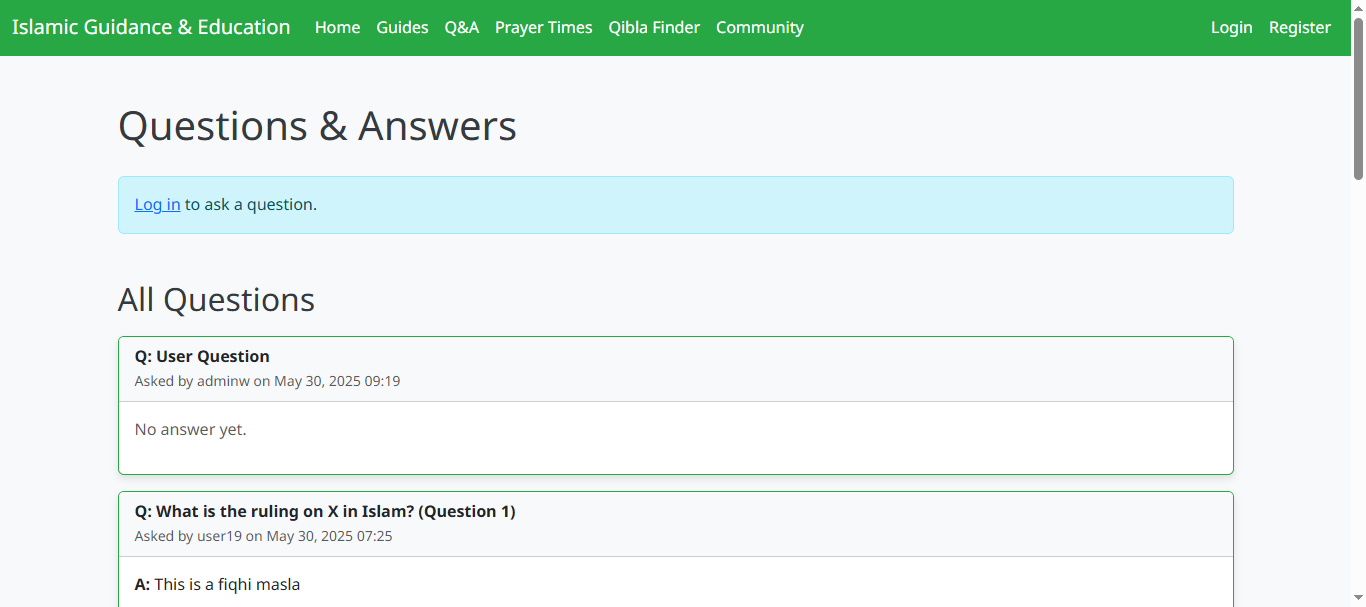 Islamic Guidance & Education Home Guides Q&A Prayer Times Qibla Finder Community Login Register
Questions & Answers
Log in to ask a question.
All Questions
Q: User Question
Asked by adminw on May 30, 2025 09:19
No answer yet.
Q: What is the ruling on X in Islam? (Question 1)
Asked by user19 on May 30, 2025 07:25
A: This is a fiqhi masla